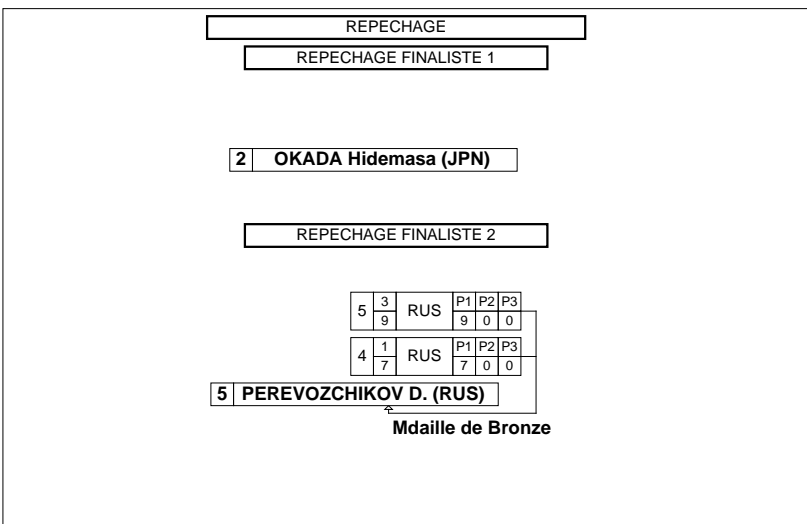 REPECHAGE
REPECHAGE FINALISTE 1
2 OKADA Hidemasa (JPN)
REPECHAGE FINALISTE 2
5 3 RUS P1 P2 P3
9 9 0 0
4 1 RUS P1 P2 P3
7 7 0 0
5 PEREVOZCHIKOV D. (RUS)
Mdaille de Bronze